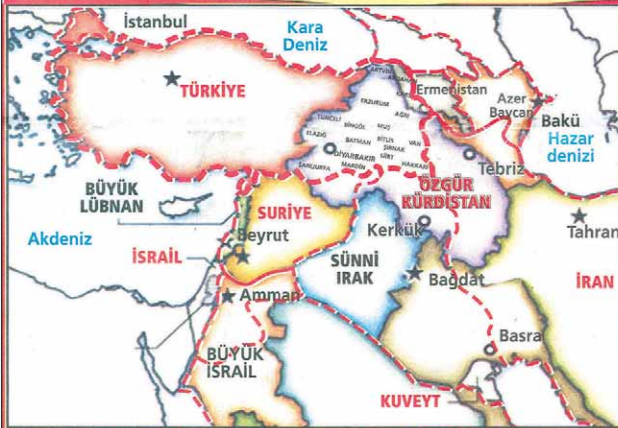 İstanbul
Kara
Deniz
TÜRKİYE
ARTVİN
ARDAHAN
Ermenistan
Azer
Baycan
Bakü
Hazar
denizi
ERZURUM
AĞRI
TUNCELİ
BİNGÖL
MUŞ
ELAZIĞ
BATMAN
BİTLİS
VAN
ŞIRNAK
DİYARBAKIR
SİİRT
HAKKARİ
ŞANLIURFA
MARDİN
Tebriz
ÖZGÜR
KÜRDİSTAN
BÜYÜK
LÜBNAN
SURİYE
Kerkük
Tahran
Akdeniz
Beyrut
İSRAİL
SÜNNİ
IRAK
Bağdat
İRAN
Amman
BÜYÜK
İSRAİL
Basra
KUVEYT